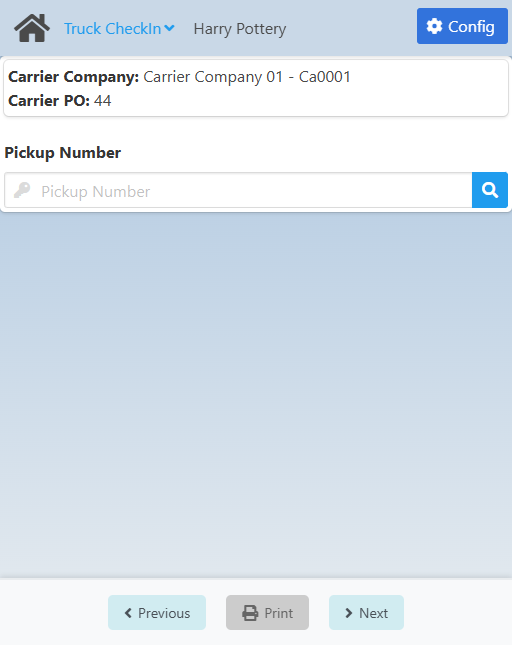 Truck CheckIn Harry Pottery Config
Carrier Company: Carrier Company 01 - Ca0001
Carrier PO: 44
Pickup Number
Pickup Number
Previous Print Next